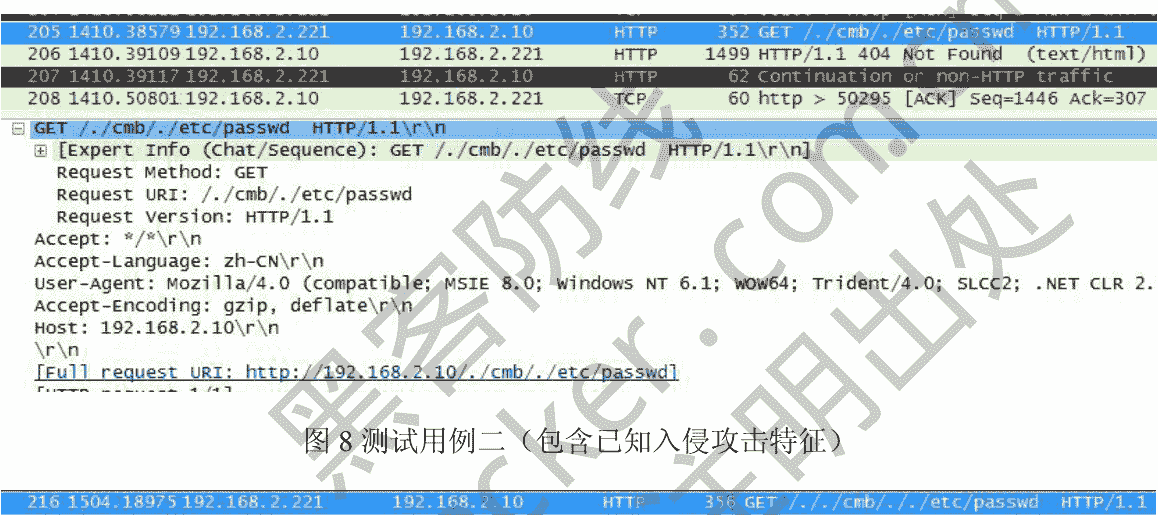 205 1410.38579 192.168.2.221 192.168.2.10 HTTP 352 GET /./cmb/./etc/passwd HTTP/1.1
206 1410.39109 192.168.2.10 192.168.2.221 HTTP 1499 HTTP/1.1 404 Not Found (text/html)
207 1410.39117 192.168.2.221 192.168.2.10 HTTP 62 Continuation or non-HTTP traffic
208 1410.50801 192.168.2.10 192.168.2.221 TCP 60 http > 50295 [ACK] Seq=1446 Ack=307
GET /./cmb/./etc/passwd HTTP/1.1\r\n
[Expert Info (Chat/Sequence): GET /./cmb/./etc/passwd HTTP/1.1\r\n]
Request Method: GET
Request URI: /./cmb/./etc/passwd
Request Version: HTTP/1.1
Accept: */*\r\n
Accept-Language: zh-CN\r\n
User-Agent: Mozilla/4.0 (compatible; MSIE 8.0; Windows NT 6.1; WOW64; Trident/4.0; SLCC2; .NET CLR 2.
Accept-Encoding: gzip, deflate\r\n
Host: 192.168.2.10\r\n
\r\n
[Full request URI: http://192.168.2.10/./cmb/./etc/passwd]
图 8 测试用例二（包含已知入侵攻击特征）
216 1504.18975 192.168.2.221 192.168.2.10 HTTP 356 GET /././cmb/././etc/passwd HTTP/1.1
黑客防线
注明出处